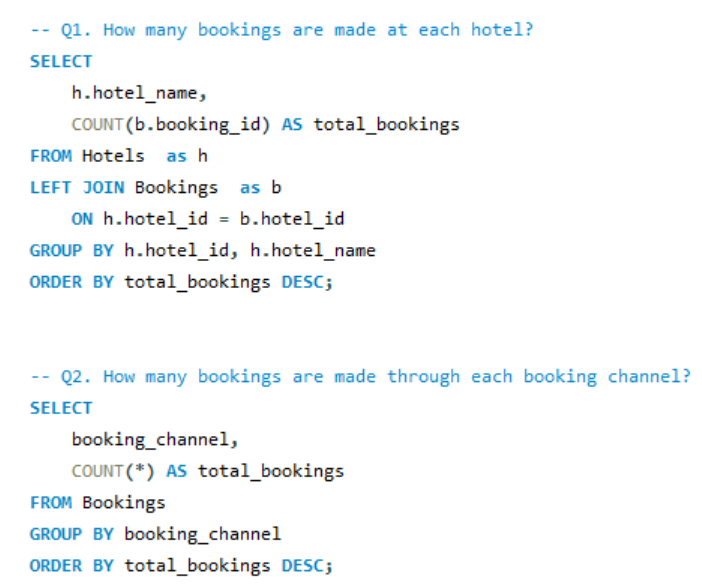 -- Q1. How many bookings are made at each hotel?
SELECT
    h.hotel_name,
    COUNT(b.booking_id) AS total_bookings
FROM Hotels  as h
LEFT JOIN Bookings  as b
    ON h.hotel_id = b.hotel_id
GROUP BY h.hotel_id, h.hotel_name
ORDER BY total_bookings DESC;
-- Q2. How many bookings are made through each booking channel?
SELECT
    booking_channel,
    COUNT(*) AS total_bookings
FROM Bookings
GROUP BY booking_channel
ORDER BY total_bookings DESC;